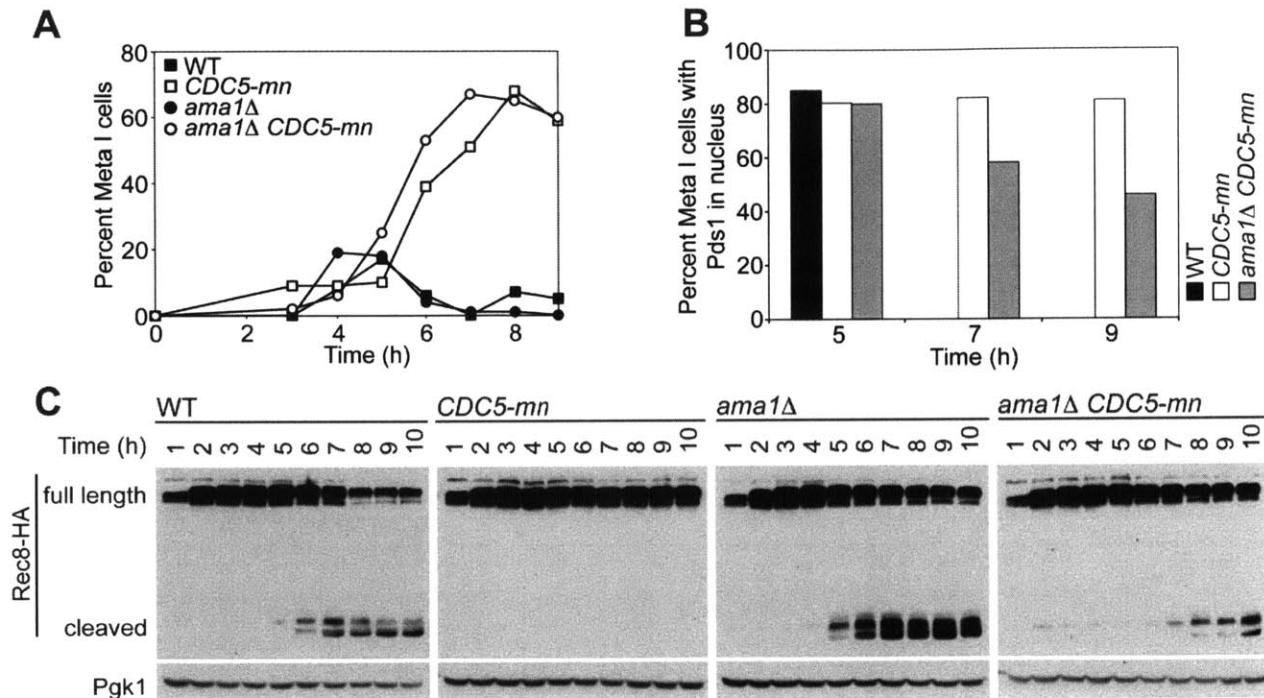 A
Percent Meta I cells
80
60
40
20
0
WT
CDC5-mn
ama1Δ
ama1Δ CDC5-mn
0 2 4 6 8
Time (h)
B
Percent Meta I cells with
Pds1 in nucleus
100
80
60
40
20
0
5 7 9
Time (h)
WT
CDC5-mn
ama1Δ CDC5-mn
C
WT CDC5-mn ama1Δ ama1Δ CDC5-mn
Time (h) 1 2 3 4 5 6 7 8 9 10 1 2 3 4 5 6 7 8 9 10 1 2 3 4 5 6 7 8 9 10 1 2 3 4 5 6 7 8 9 10
Rec8-HA
full length
cleaved
Pgk1